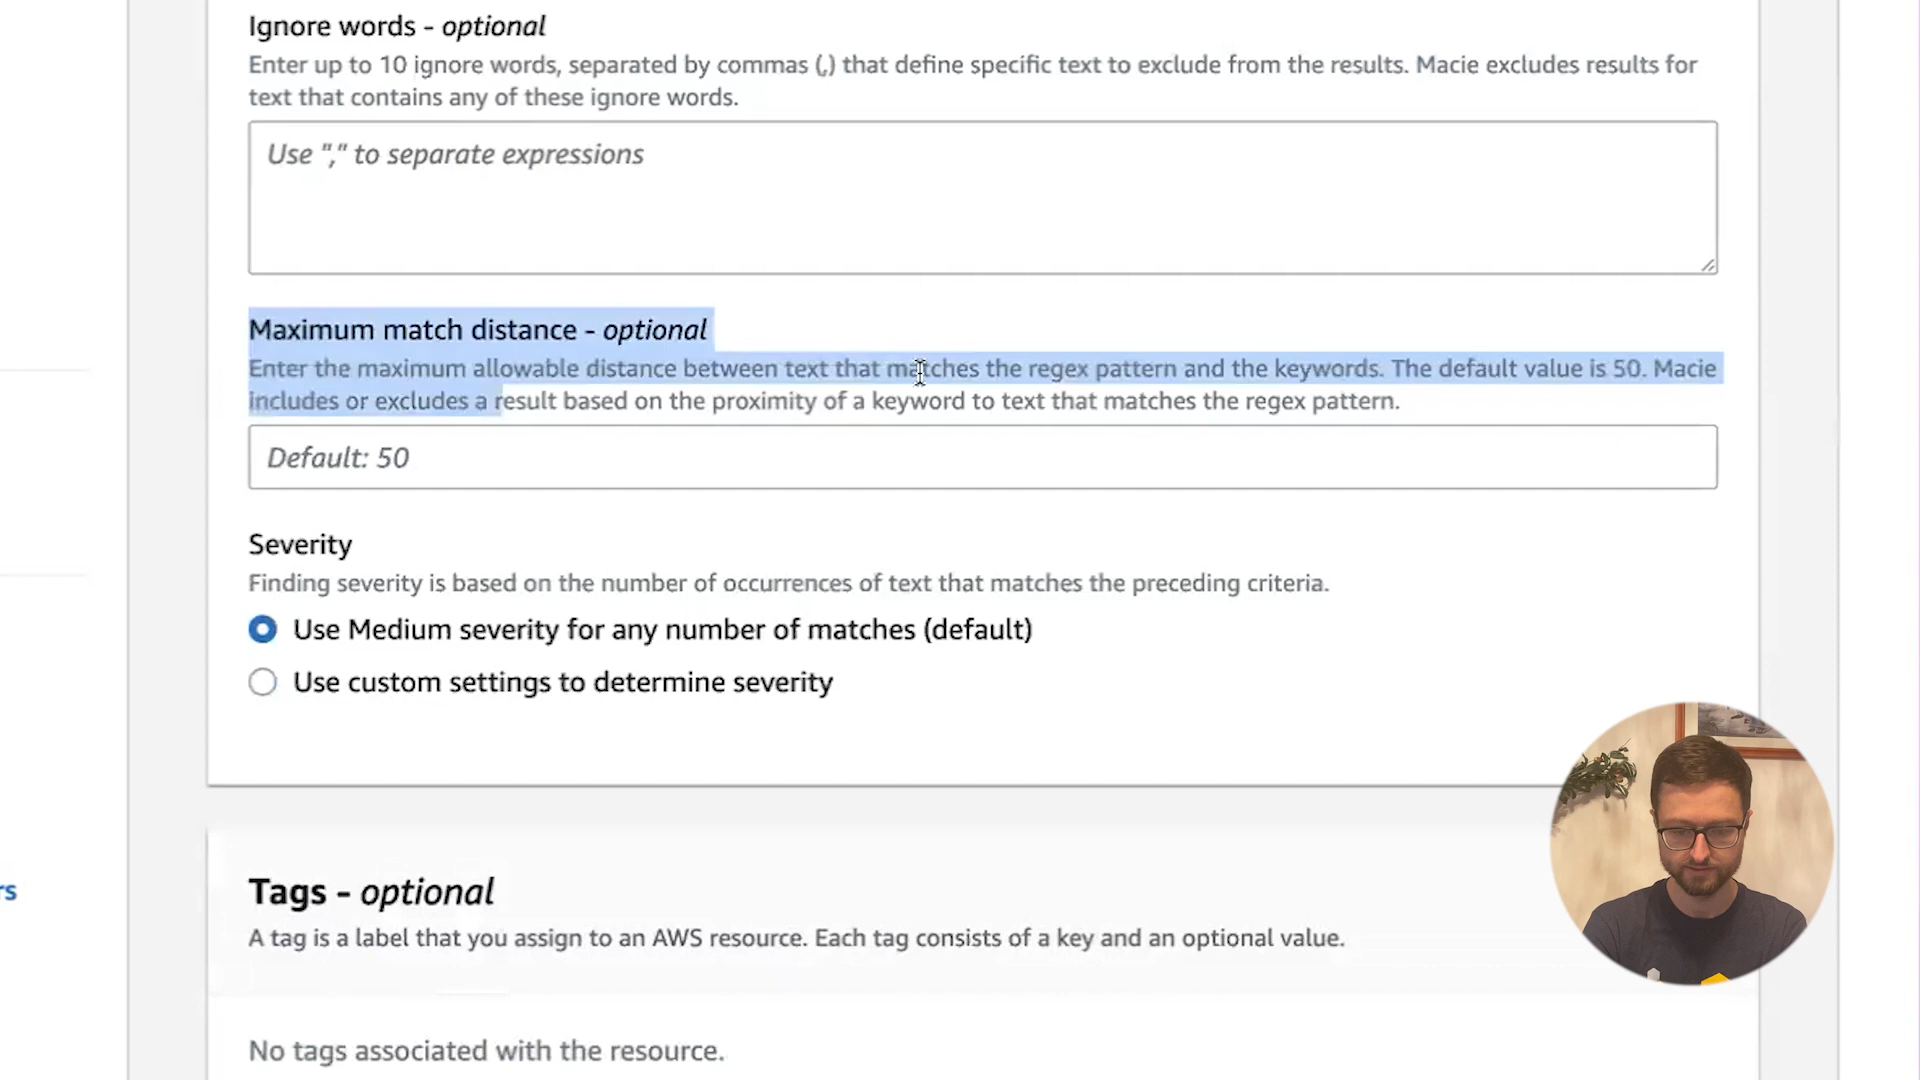 Ignore words - optional
Enter up to 10 ignore words, separated by commas (,) that define specific text to exclude from the results. Macie excludes results for
text that contains any of these ignore words.
Use "," to separate expressions
Maximum match distance - optional
Enter the maximum allowable distance between text that matches the regex pattern and the keywords. The default value is 50. Macie
includes or excludes a result based on the proximity of a keyword to text that matches the regex pattern.
Default: 50
Severity
Finding severity is based on the number of occurrences of text that matches the preceding criteria.
Use Medium severity for any number of matches (default)
Use custom settings to determine severity
rs
Tags - optional
A tag is a label that you assign to an AWS resource. Each tag consists of a key and an optional value.
No tags associated with the resource.